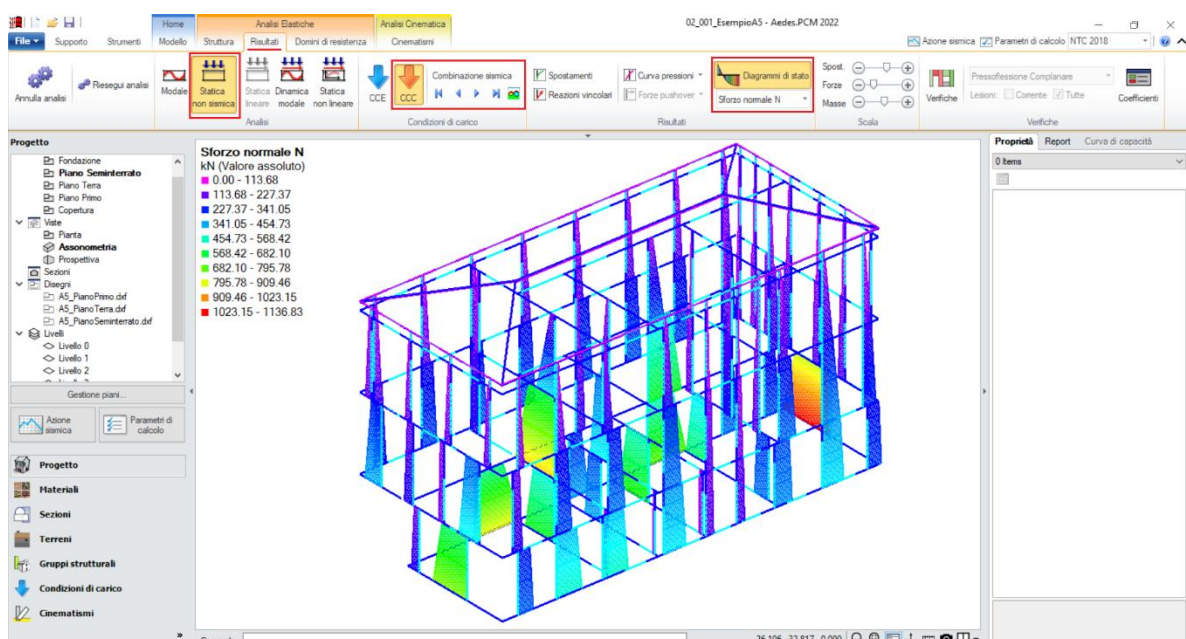 02_001_EsempioA5 - Aedes.PCM 2022
Home
Analisi Elastiche
Analisi Cinematica
File
Supporto
Strumenti
Modello
Struttura
Risultati
Domini di resistenza
Cinematismi
Azione sismica
Parametri di calcolo
NTC 2018
Annulla analisi
Riesegui analisi
Modale
Statica non sismica
Statica lineare
Dinamica modale
Statica non lineare
Analisi
CCE
CCC
Combinazione sismica
Condizioni di carico
Spostamenti
Reazioni vincolari
Curva pressioni
Forze pushover
Diagrammi di stato
Sforzo normale N
Risultati
Spost.
Forze
Masse
Scala
Verifiche
Pressoflessione Complanare
Lesioni:
Corrente
Tutte
Coefficienti
Verifiche
Progetto
Fondazione
Piano Seminterrato
Piano Terra
Piano Primo
Copertura
Viste
Pianta
Assonometria
Prospettiva
Sezioni
Disegni
A5_PianoPrimo.dxf
A5_PianoTerra.dxf
A5_PianoSeminterrato.dxf
Livelli
Livello 0
Livello 1
Livello 2
Gestione piani...
Azione sismica
Parametri di calcolo
Progetto
Materiali
Sezioni
Terreni
Gruppi strutturali
Condizioni di carico
Cinematismi
»
Sforzo normale N
kN (Valore assoluto)
0.00 - 113.68
113.68 - 227.37
227.37 - 341.05
341.05 - 454.73
454.73 - 568.42
568.42 - 682.10
682.10 - 795.78
795.78 - 909.46
909.46 - 1023.15
1023.15 - 1136.83
Proprietà
Report
Curva di capacità
0 Items